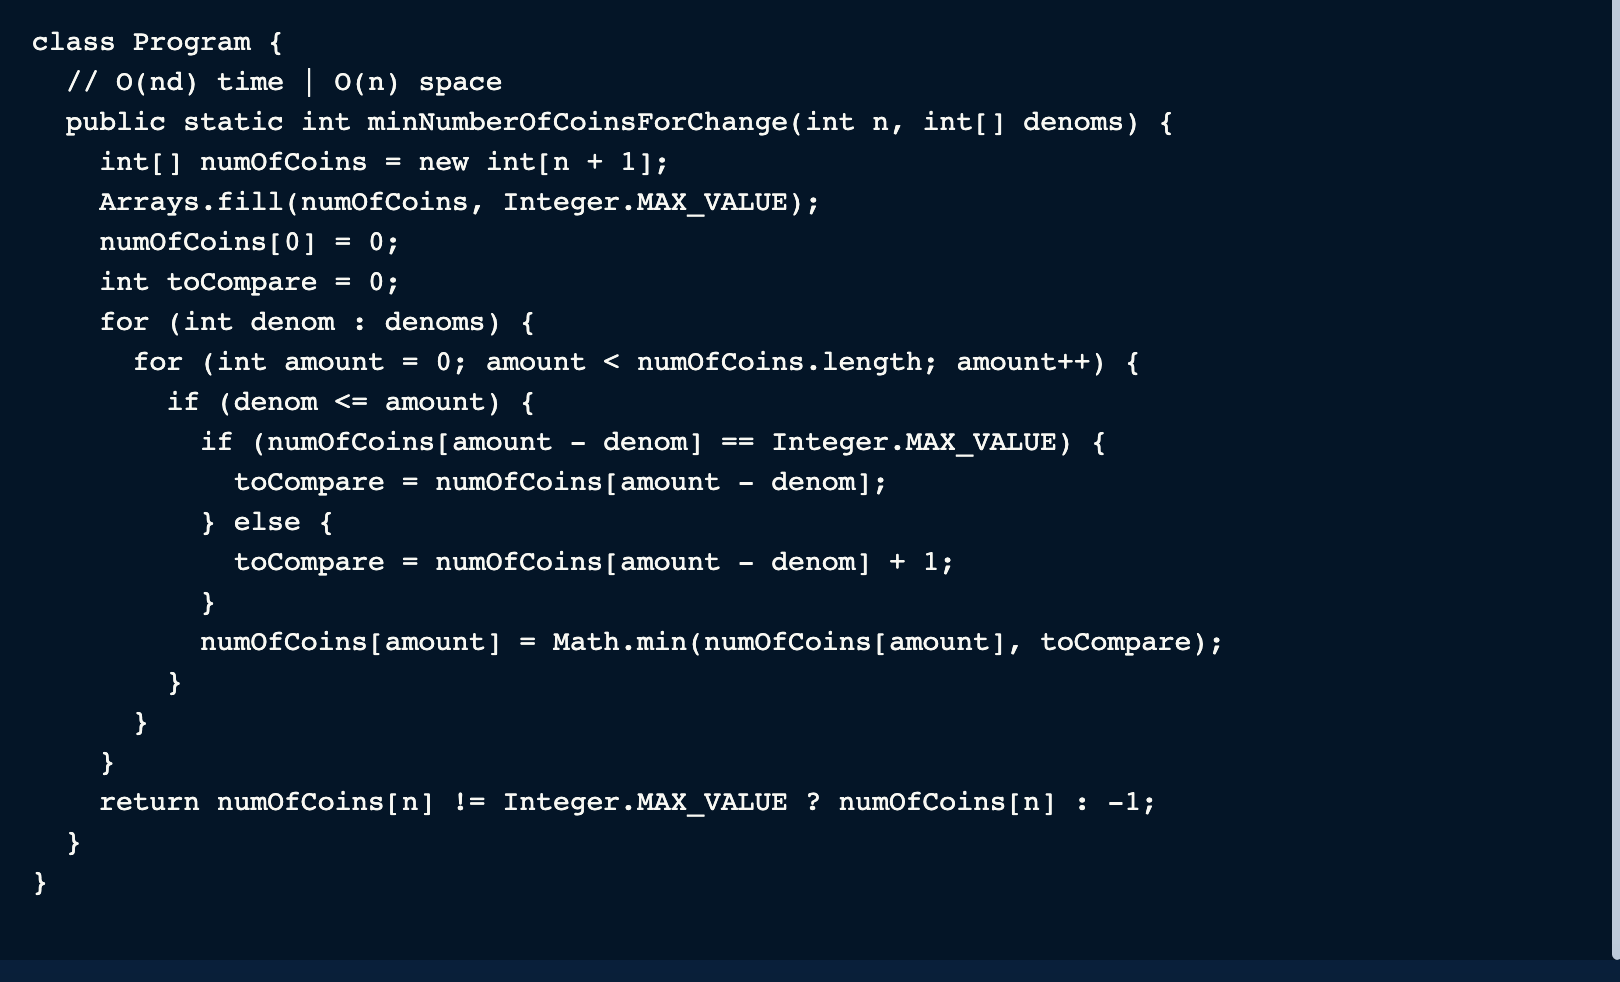 class Program {
  // O(nd) time | O(n) space
  public static int minNumberOfCoinsForChange(int n, int[] denoms) {
    int[] numOfCoins = new int[n + 1];
    Arrays.fill(numOfCoins, Integer.MAX_VALUE);
    numOfCoins[0] = 0;
    int toCompare = 0;
    for (int denom : denoms) {
      for (int amount = 0; amount < numOfCoins.length; amount++) {
        if (denom <= amount) {
          if (numOfCoins[amount - denom] == Integer.MAX_VALUE) {
            toCompare = numOfCoins[amount - denom];
          } else {
            toCompare = numOfCoins[amount - denom] + 1;
          }
          numOfCoins[amount] = Math.min(numOfCoins[amount], toCompare);
        }
      }
    }
    return numOfCoins[n] != Integer.MAX_VALUE ? numOfCoins[n] : -1;
  }
}